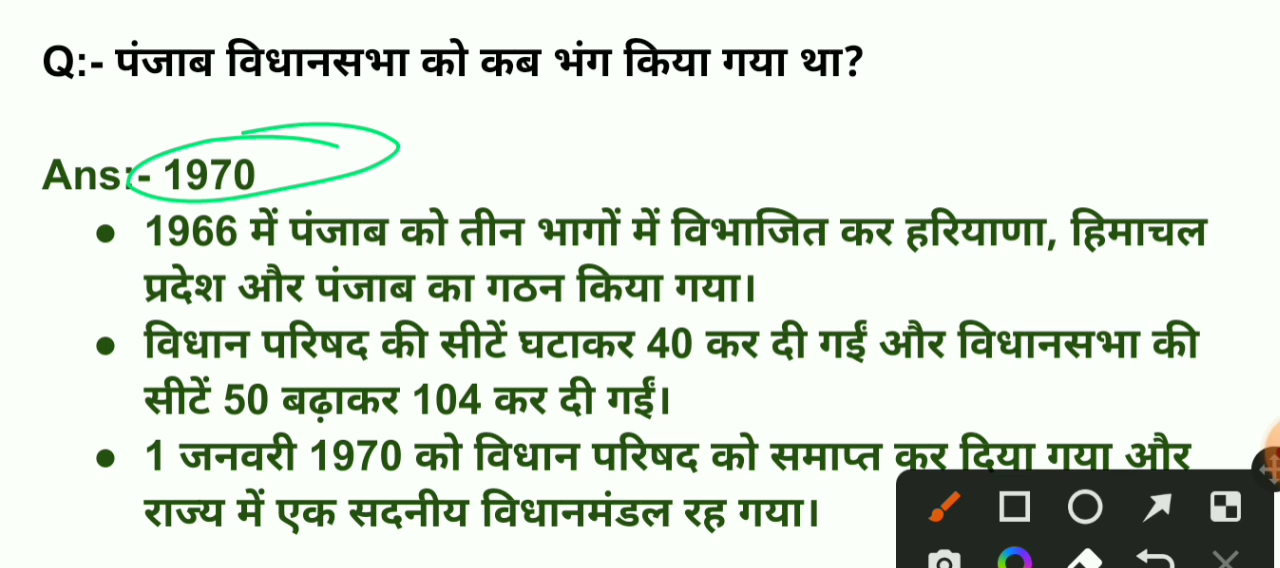 Q:- पंजाब विधानसभा को कब भंग किया गया था?
Ans:- 1970
● 1966 में पंजाब को तीन भागों में विभाजित कर हरियाणा, हिमाचल
प्रदेश और पंजाब का गठन किया गया।
● विधान परिषद की सीटें घटाकर 40 कर दी गईं और विधानसभा की
सीटें 50 बढ़ाकर 104 कर दी गईं।
● 1 जनवरी 1970 को विधान परिषद को समाप्त कर दिया गया और
राज्य में एक सदनीय विधानमंडल रह गया।